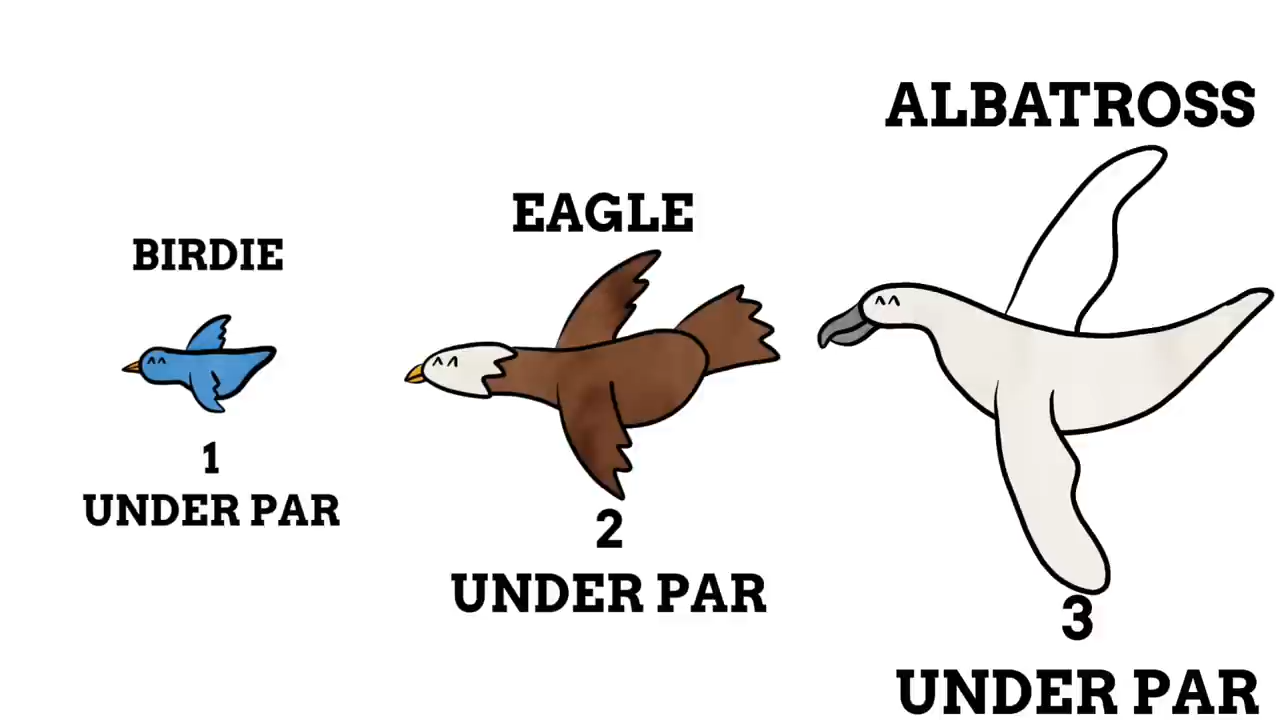 BIRDIE
1
UNDER PAR
EAGLE
2
UNDER PAR
ALBATROSS
3
UNDER PAR